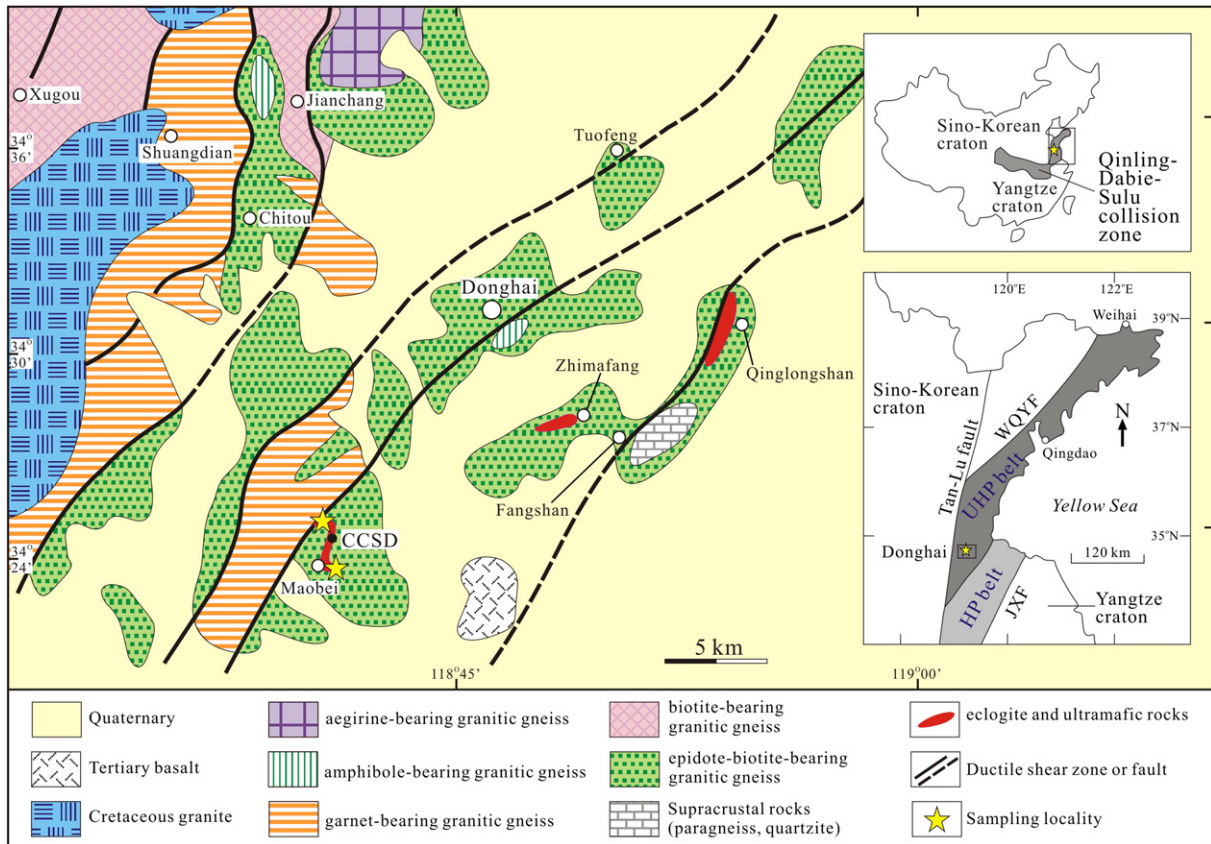 Xugou
Jianchang
Shuangdian
Chitou
Tuofeng
34°
36'
Donghai
34°
30'
Zhimafang
Qinglongshan
Fangshan
CCSD
34°
24'
Maobei
5 km
118°45'
119°00'
Sino-Korean
craton
Yangtze
craton
Qinling-
Dabie-
Sulu
collision
zone
120°E
122°E
Weihai
39°N
Sino-Korean
craton
WQYF
N
37°N
Tan-Lu fault
Qingdao
UHP belt
Yellow Sea
Donghai
35°N
120 km
HP belt
JXF
Yangtze
craton
Quaternary
aegirine-bearing granitic gneiss
biotite-bearing
granitic gneiss
eclogite and ultramafic rocks
Tertiary basalt
amphibole-bearing granitic gneiss
epidote-biotite-bearing
granitic gneiss
Ductile shear zone or fault
Cretaceous granite
garnet-bearing granitic gneiss
Supracrustal rocks
(paragneiss, quartzite)
Sampling locality